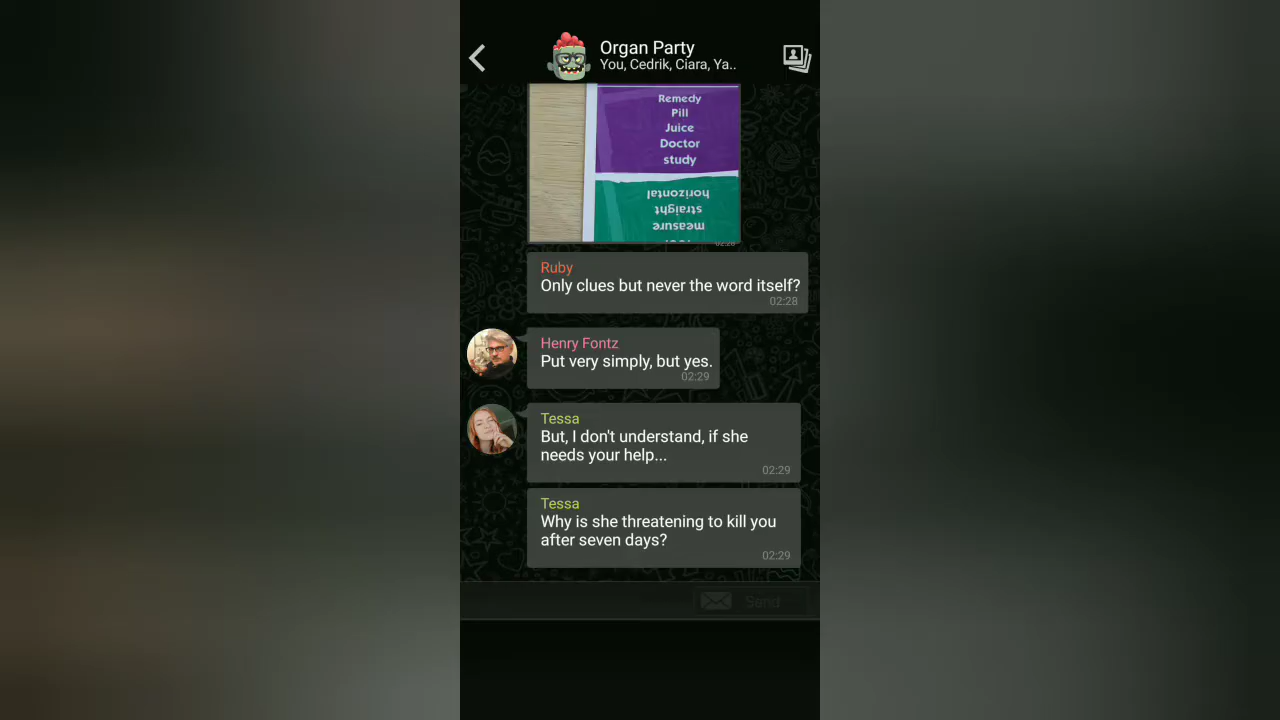 Organ Party
You, Cedrik, Ciara, Ya..
Remedy
Pill
Juice
Doctor
study
horizontal
straight
measure
02:28
Ruby
Only clues but never the word itself?
02:28
Henry Fontz
Put very simply, but yes.
02:29
Tessa
But, I don't understand, if she
needs your help...
02:29
Tessa
Why is she threatening to kill you
after seven days?
02:29
Send